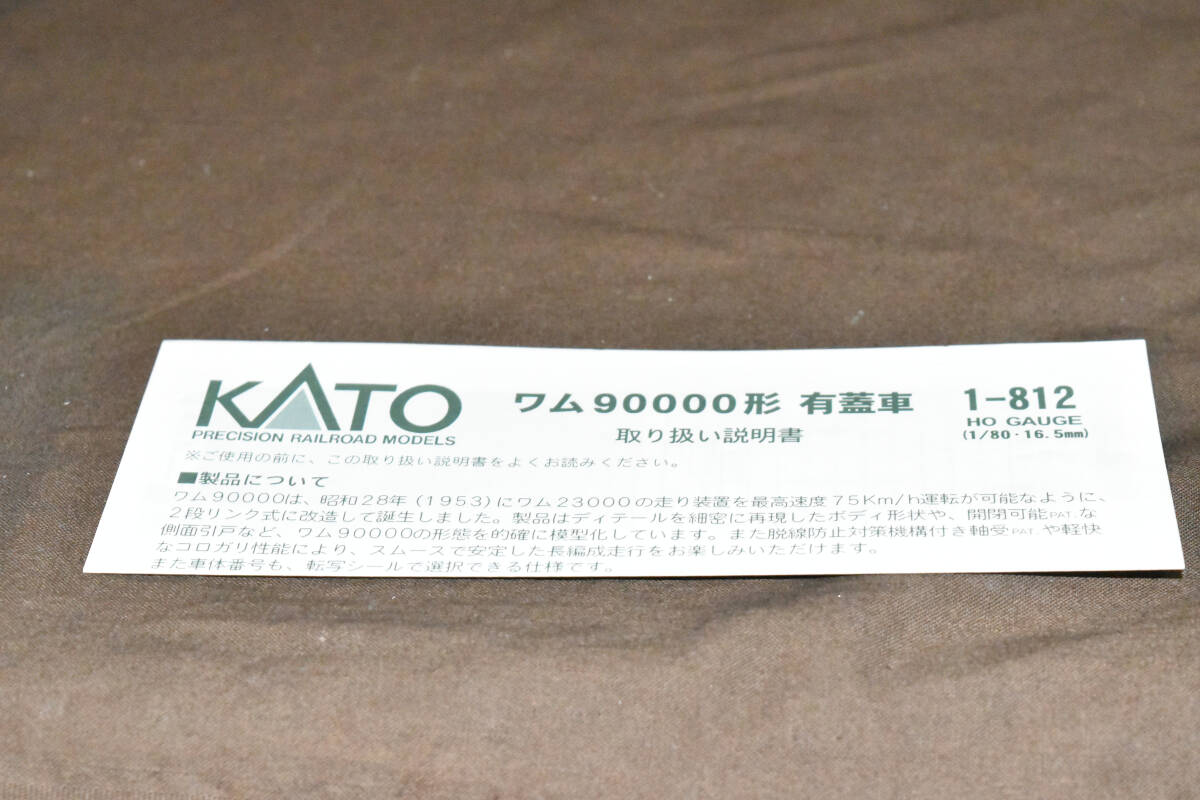 KATO
PRECISION RAILROAD MODELS
ワム90000形 有蓋車
取り扱い説明書
1-812
HO GAUGE
(1/80・16.5mm)
※ご使用の前に、この取り扱い説明書をよくお読みください。
■製品について
ワム90000は、昭和28年(1953)にワム23000の走り装置を最高速度75Km/h運転が可能なように、
2段リンク式に改造して誕生しました。製品はディテールを細密に再現したボディ形状や、開閉可能PAT.な
側面引戸など、ワム90000の形態を的確に模型化しています。また脱線防止対策機構付き軸受PAT.や軽快
なコロガリ性能により、スムースで安定した長編成走行をお楽しみいただけます。
また車体番号も、転写シールで選択できる仕様です。